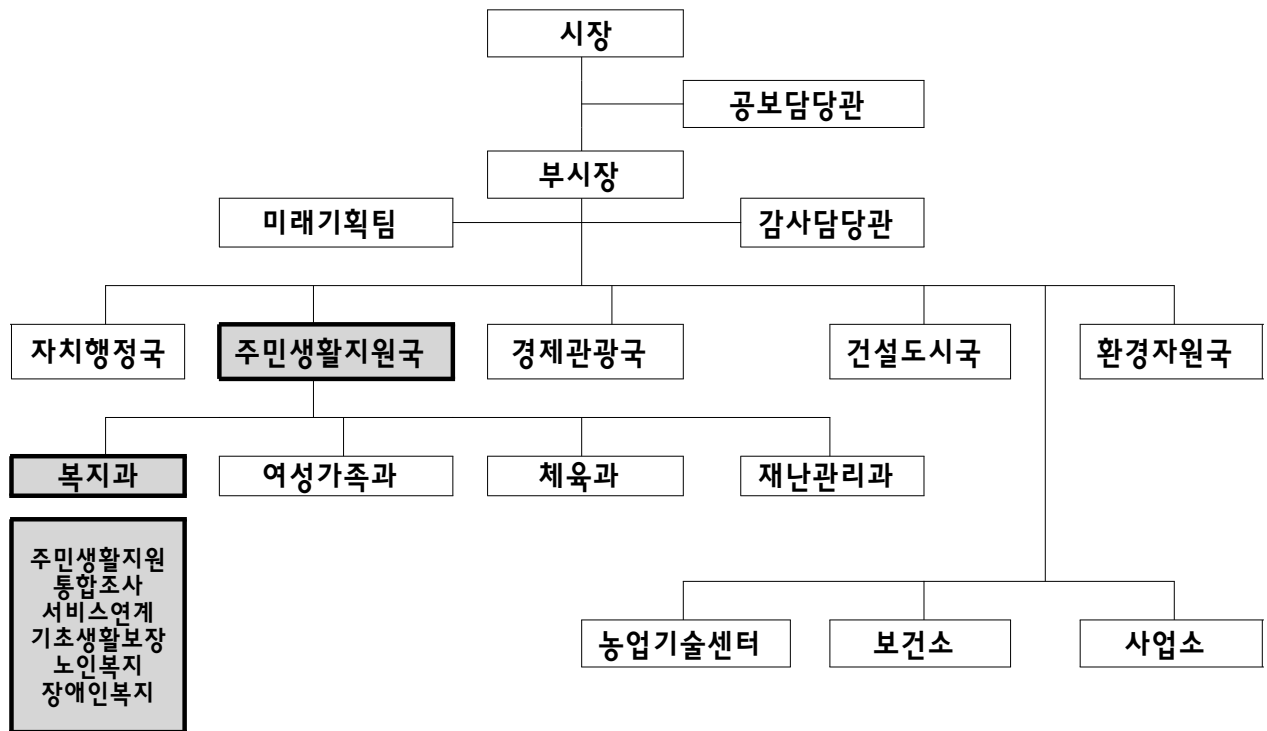 시장
공보담당관
부시장
미래기획팀
감사담당관
자치행정국
주민생활지원국
경제관광국
건설도시국
환경자원국
복지과
여성가족과
체육과
재난관리과
주민생활지원
통합조사
서비스연계
기초생활보장
노인복지
장애인복지
농업기술센터
보건소
사업소